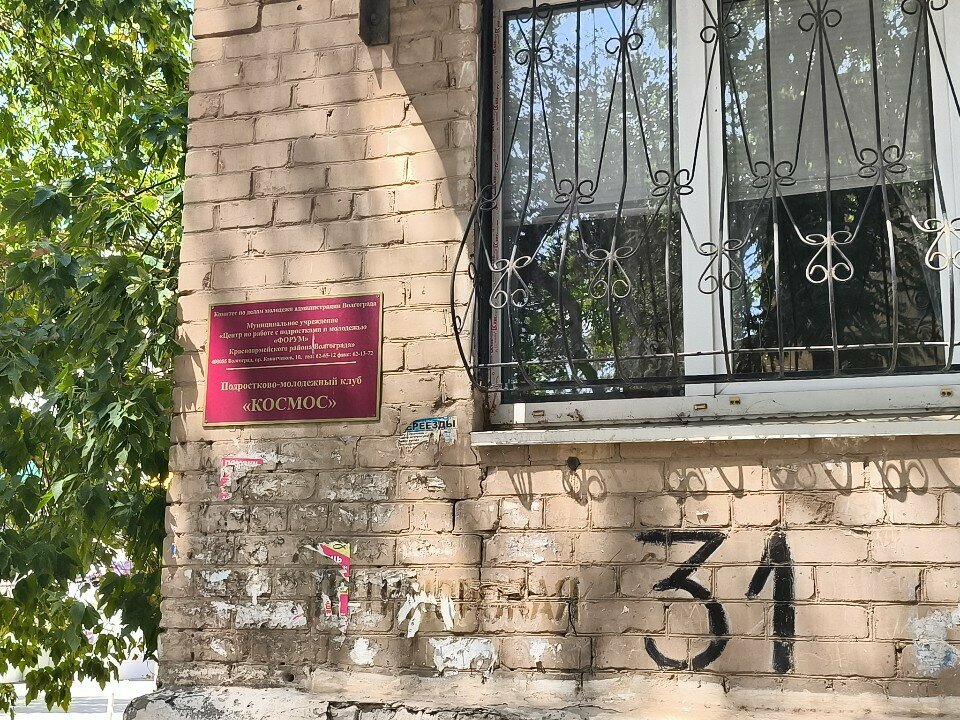 Комитет по делам молодежи администрации Волгограда
Муниципальное учреждение
«Центр по работе с подростками и молодежью
«ФОРУМ»
Красноармейского района Волгограда»
Подростково-молодежный клуб
«КОСМОС»
ЕРЕЕЗДЫ
31